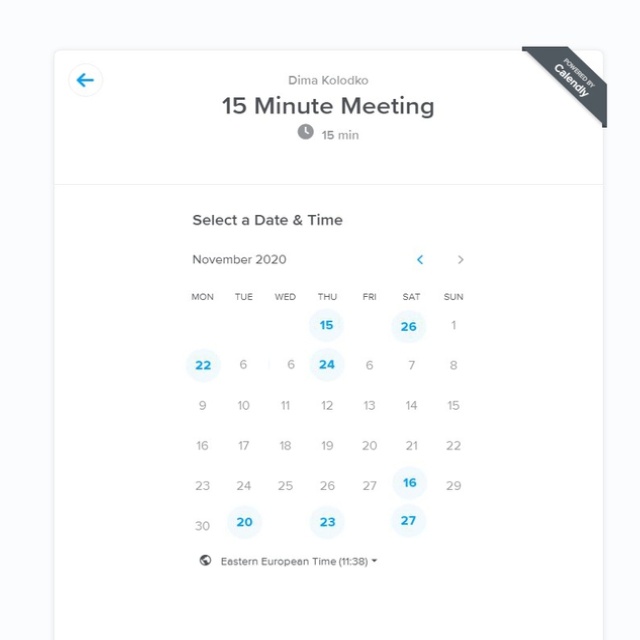 POWERED BY
Calendly
Dima Kolodko
15 Minute Meeting
15 min
Select a Date & Time
November 2020
MON TUE WED THU FRI SAT SUN
15 26 1
22 6 6 24 6 7 8
9 10 11 12 13 14 15
16 17 18 19 20 21 22
23 24 25 26 27 16 29
30 20 23 27
Eastern European Time (11:38)